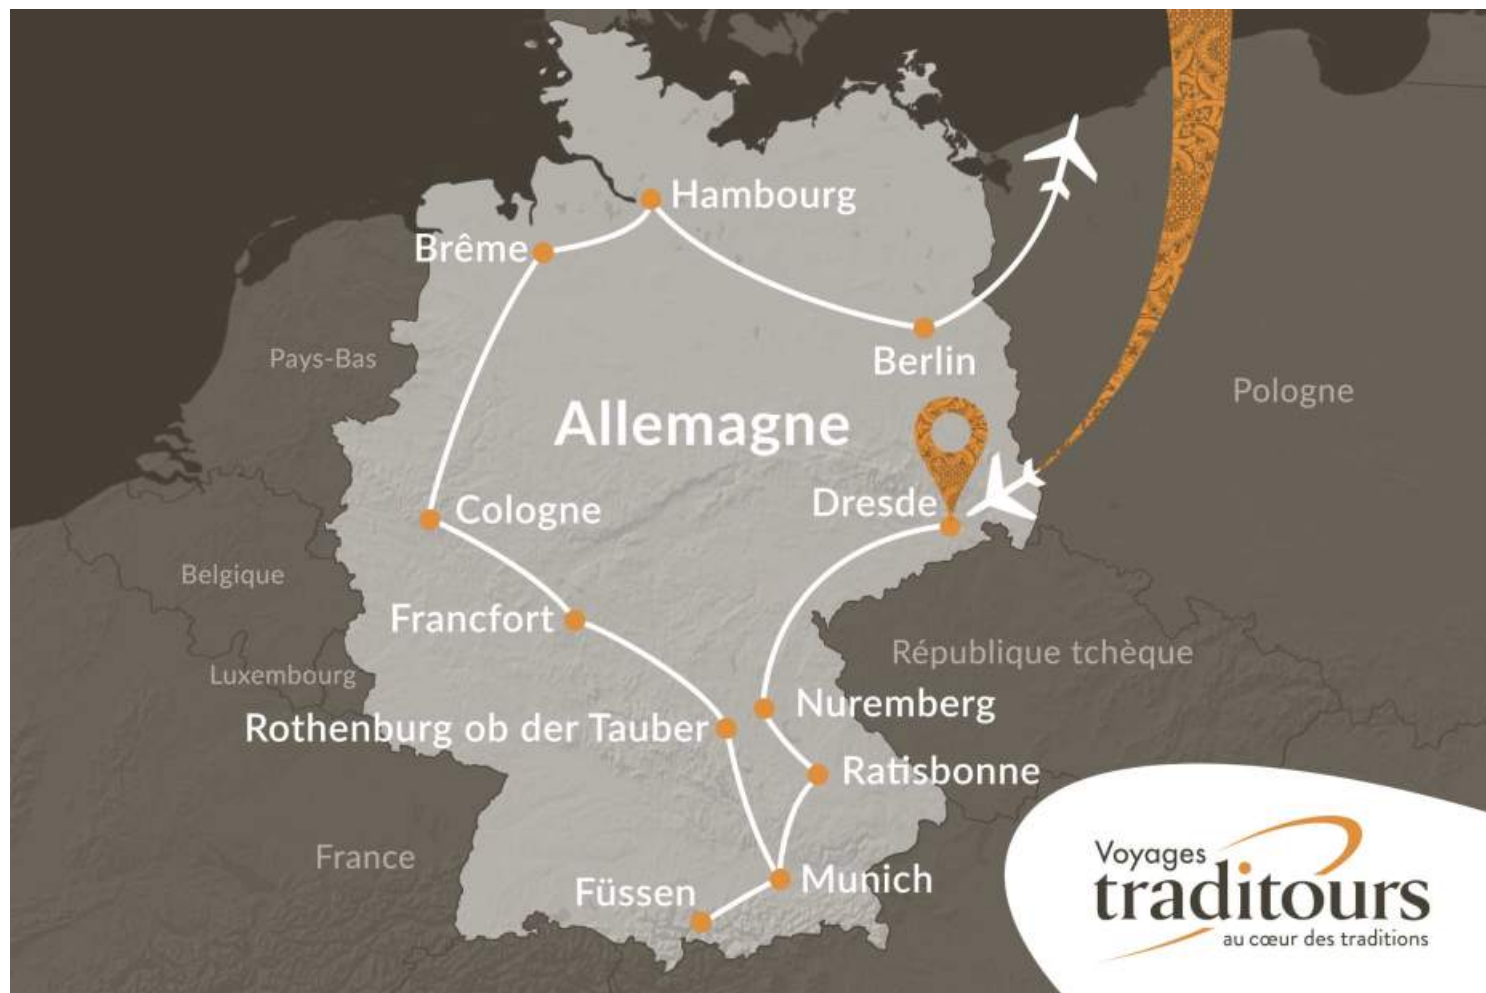 Hambourg
Brême
Pays-Bas
Berlin
Pologne
Allemagne
Dresde
Cologne
Belgique
Francfort
République tchèque
Luxembourg
Nuremberg
Rothenburg ob der Tauber
Ratisbonne
France
Munich
Füssen
Voyages
traditours
au cœur des traditions